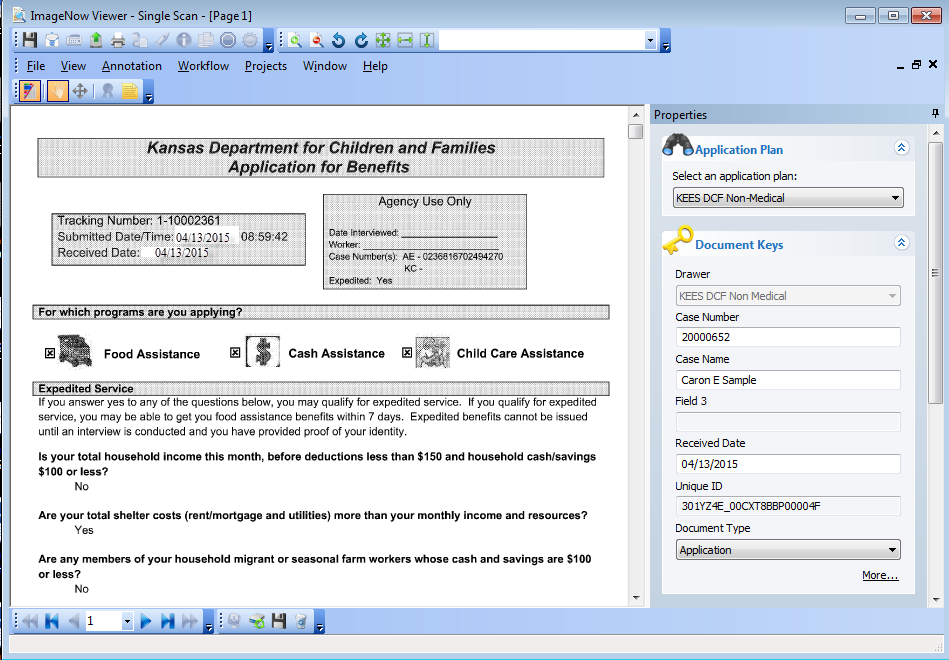 ImageNow Viewer - Single Scan - [Page 1]
File View Annotation Workflow Projects Window Help
Kansas Department for Children and Families
Application for Benefits
Tracking Number: 1-10002361
Submitted Date/Time: 04/13/2015 08:59:42
Received Date: 04/13/2015
Agency Use Only
Date Interviewed:
Worker:
Case Number(s): AE - 0236816702494270
KC -
Expedited: Yes
For which programs are you applying?
Food Assistance Cash Assistance Child Care Assistance
Expedited Service
If you answer yes to any of the questions below, you may qualify for expedited service. If you qualify for expedited
service, you may be able to get you food assistance benefits within 7 days. Expedited benefits cannot be issued
until an interview is conducted and you have provided proof of your identity.
Is your total household income this month, before deductions less than $150 and household cash/savings
$100 or less?
No
Are your total shelter costs (rent/mortgage and utilities) more than your monthly income and resources?
Yes
Are any members of your household migrant or seasonal farm workers whose cash and savings are $100
or less?
No
Properties
Application Plan
Select an application plan:
KEES DCF Non-Medical
Document Keys
Drawer
KEES DCF Non Medical
Case Number
20000652
Case Name
Caron E Sample
Field 3
Received Date
04/13/2015
Unique ID
301YZ4E_00CXT8BBP00004F
Document Type
Application
More...
1